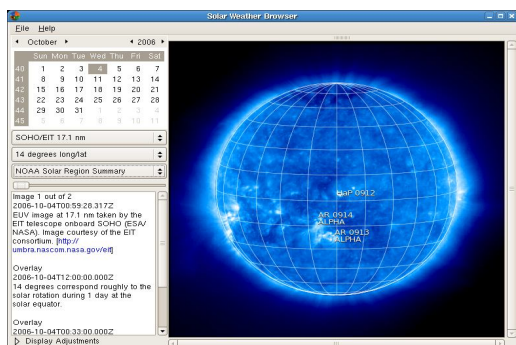 Solar Weather Browser
File Help
October 2006
Sun Mon Tue Wed Thu Fri Sat
40 1 2 3 4 5 6 7
41 8 9 10 11 12 13 14
42 15 16 17 18 19 20 21
43 22 23 24 25 26 27 28
44 29 30 31 1 2 3 4
45 5 6 7 8 9 10 11
SOHO/EIT 17.1 nm
14 degrees long/lat
NOAA Solar Region Summary
Image 1 out of 2
2006-10-04T00:59:28.317Z
EUV image at 17.1 nm taken by the
EIT telescope onboard SOHO (ESA/
NASA). Image courtesy of the EIT
consortium. [http://
umbra.nascom.nasa.gov/eit]
Overlay
2006-10-04T12:00:00.000Z
14 degrees correspond roughly to the
solar rotation during 1 day at the
solar equator.
Overlay
2006-10-04T00:33:00.000Z
Display Adjustments
0912
AR 0914
ALPHA
AR 0913
ALPHA